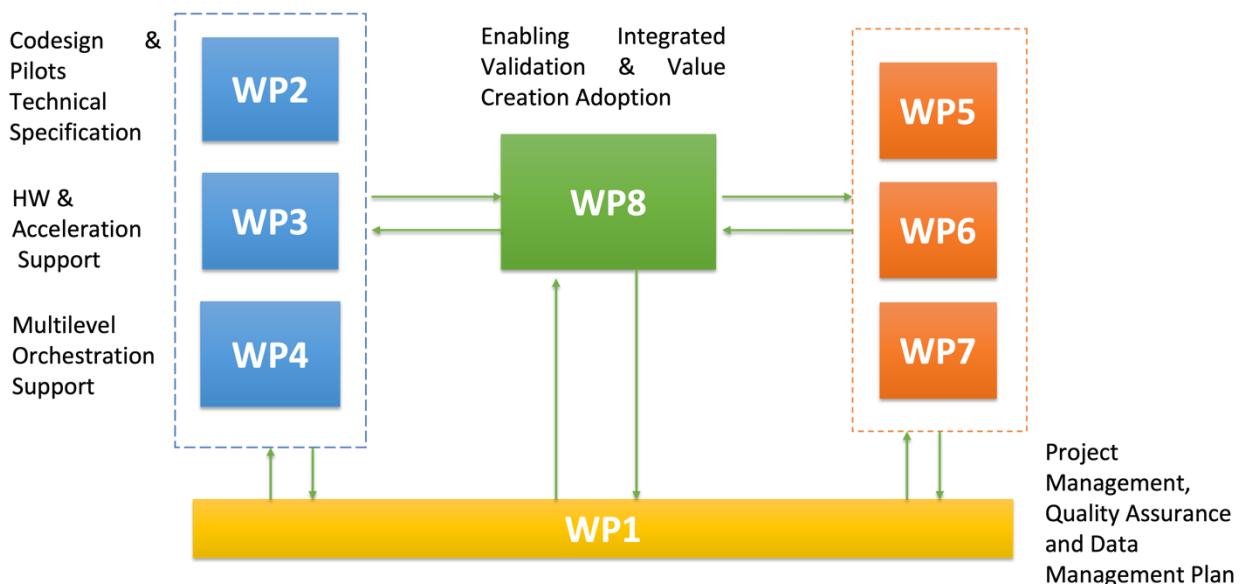 Codesign &
Pilots
Technical
Specification
WP2
HW &
Acceleration
Support
WP3
Multilevel
Orchestration
Support
WP4
Enabling Integrated
Validation & Value
Creation Adoption
WP8
WP5
WP6
WP7
WP1
Project
Management,
Quality Assurance
and Data
Management Plan